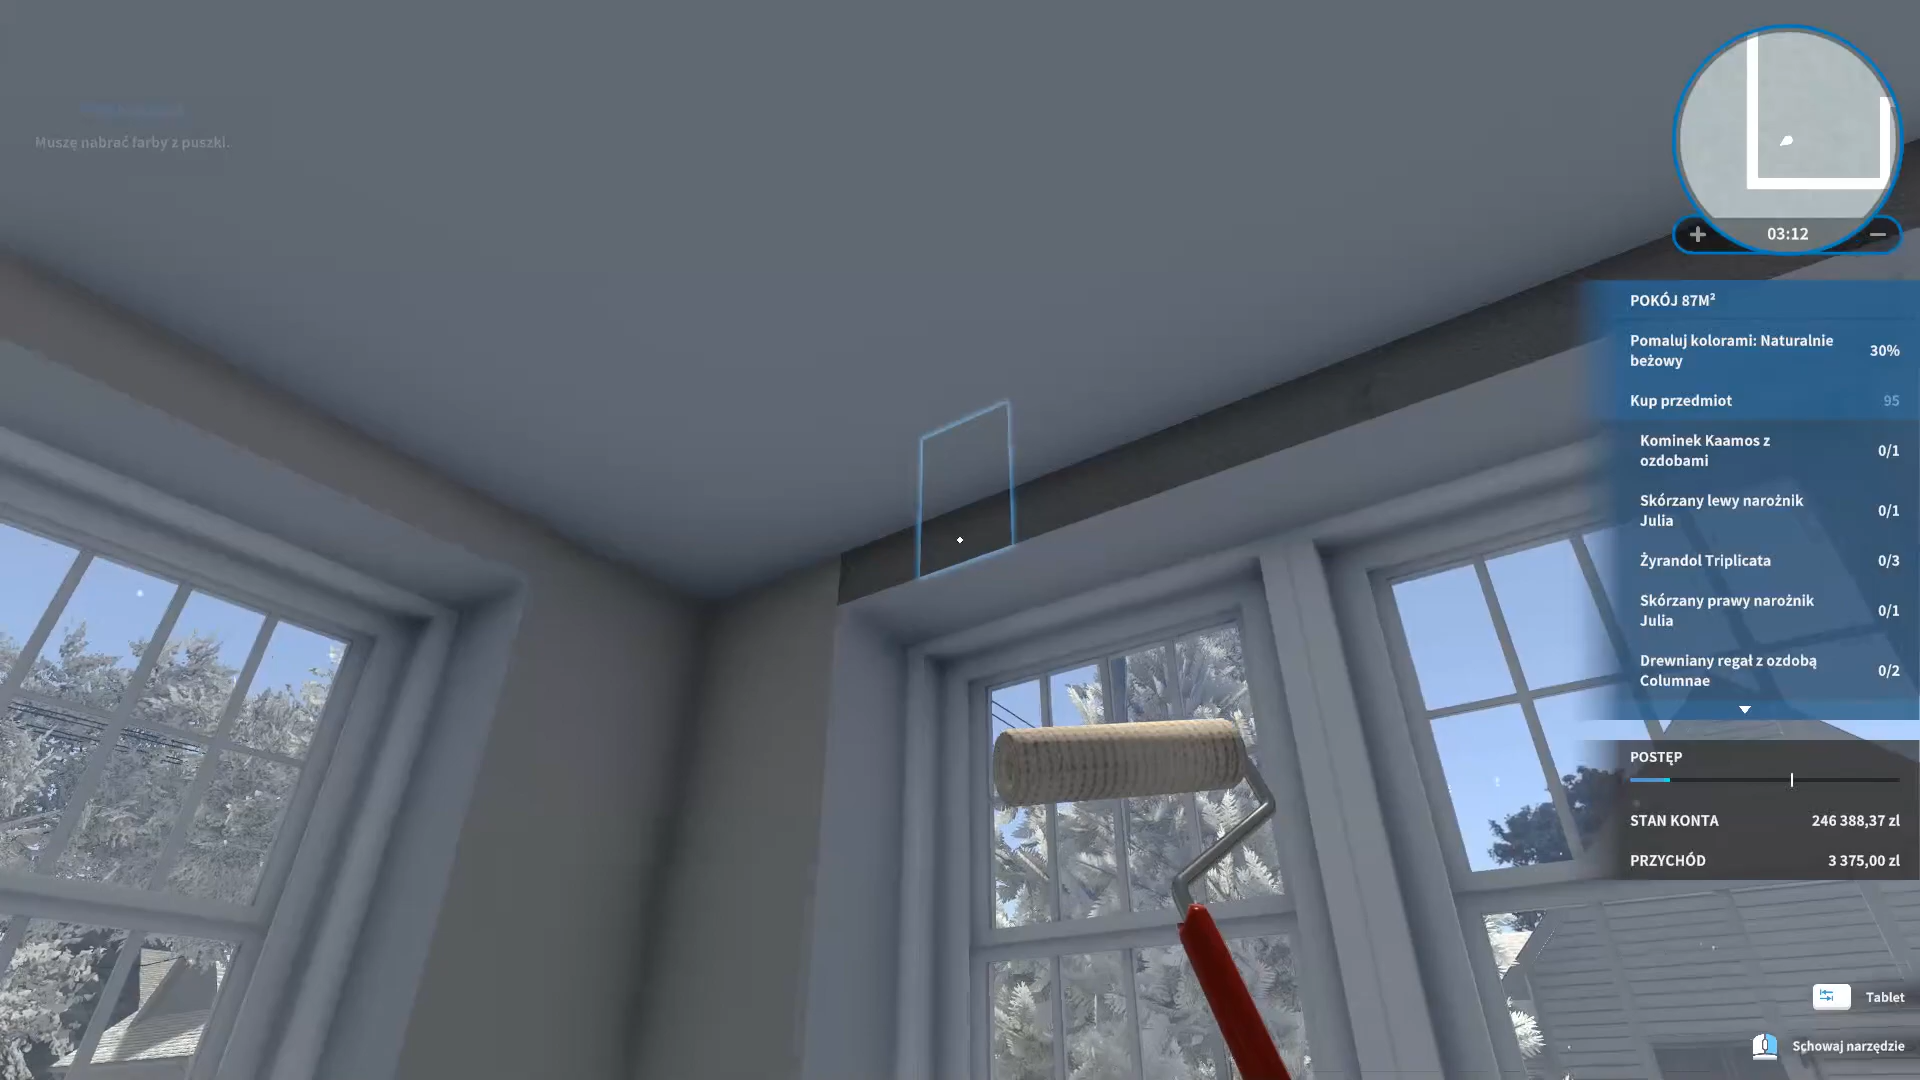 Muszę nabrać farby z puszki.
03:12
POKÓJ 87M²
Pomaluj kolorami: Naturalnie
beżowy
30%
Kup przedmiot
95
Kominek Kaamos z
ozdobami
0/1
Skórzany lewy narożnik
Julia
0/1
Żyrandol Triplicata
0/3
Skórzany prawy narożnik
Julia
0/1
Drewniany regał z ozdobą
Columnae
0/2
POSTĘP
STAN KONTA
246 388,37 zl
PRZYCHÓD
3 375,00 zl
Tablet
Schowaj narzędzie